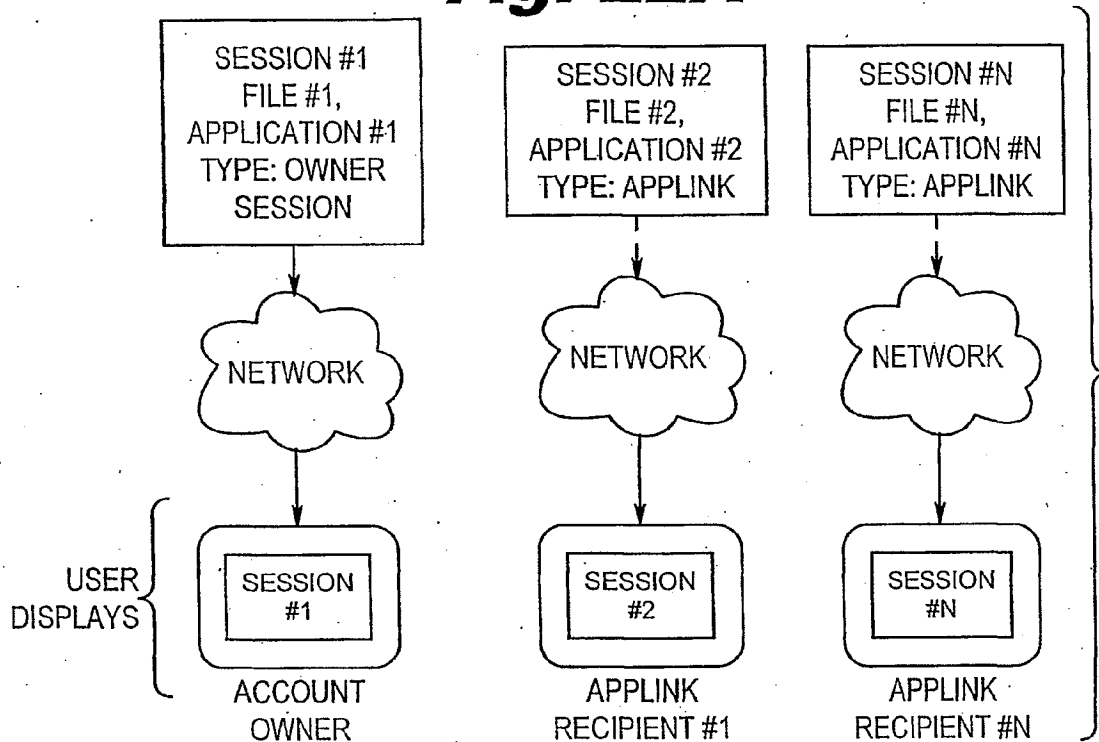 SESSION #1
FILE #1,
APPLICATION #1
TYPE: OWNER
SESSION
SESSION #2
FILE #2,
APPLICATION #2
TYPE: APPLINK
SESSION #N
FILE #N,
APPLICATION #N
TYPE: APPLINK
NETWORK
NETWORK
NETWORK
USER
DISPLAYS
SESSION
#1
SESSION
#2
SESSION
#N
ACCOUNT
OWNER
APPLINK
RECIPIENT #1
APPLINK
RECIPIENT #N